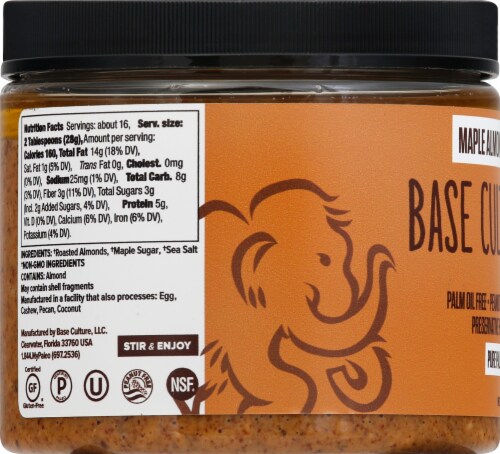 Nutrition Facts Servings: about 16, Serv. size:
2 Tablespoons (28g), Amount per serving:
Calories 160, Total Fat 14g (18% DV),
Sat. Fat 1g (5% DV), Trans Fat 0g, Cholest. 0mg
(0% DV), Sodium 25mg (1% DV), Total Carb. 8g
(3% DV), Fiber 3g (11% DV), Total Sugars 3g
(Incl. 2g Added Sugars, 4% DV), Protein 5g,
Vit. D (0% DV), Calcium (6% DV), Iron (6% DV),
Potassium (4% DV).
INGREDIENTS: †Roasted Almonds, †Maple Sugar, †Sea Salt
†NON-GMO INGREDIENTS
CONTAINS: Almond
May contain shell fragments
Manufactured in a facility that also processes: Egg,
Cashew, Pecan, Coconut
Manufactured by Base Culture, LLC.
Clearwater, Florida 33760 USA
1.844.MyPaleo (697.2536)
STIR & ENJOY
Certified
GF
Gluten-Free
P
U
PEANUT FREE
NSF.
MAPLE ALMO
BASE CUL
PALM OIL FREE •